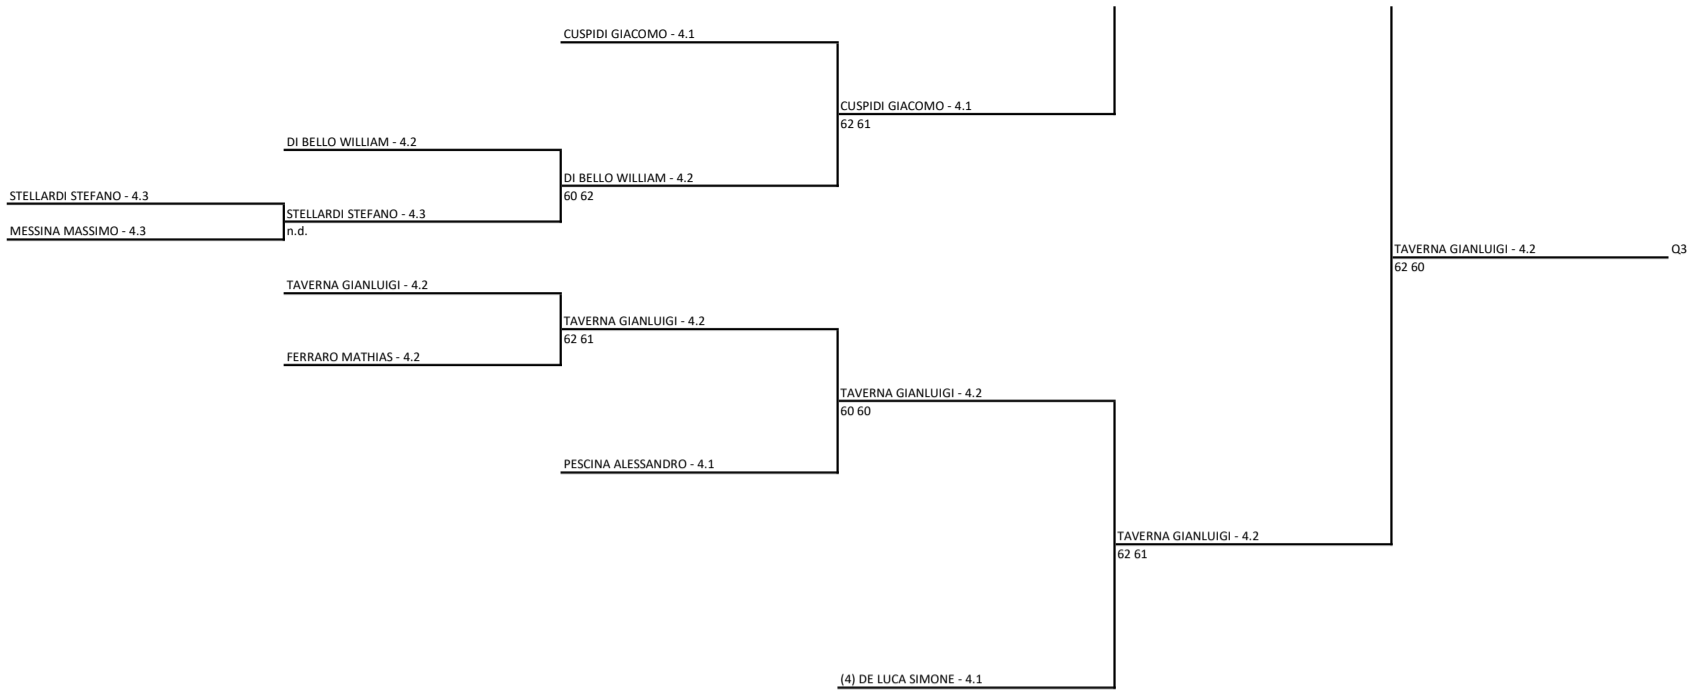 CUSPIDI GIACOMO - 4.1
CUSPIDI GIACOMO - 4.1
62 61
DI BELLO WILLIAM - 4.2
DI BELLO WILLIAM - 4.2
60 62
STELLARDI STEFANO - 4.3
STELLARDI STEFANO - 4.3
n.d.
MESSINA MASSIMO - 4.3
TAVERNA GIANLUIGI - 4.2
Q3
62 60
TAVERNA GIANLUIGI - 4.2
TAVERNA GIANLUIGI - 4.2
62 61
FERRARO MATHIAS - 4.2
TAVERNA GIANLUIGI - 4.2
60 60
PESCINA ALESSANDRO - 4.1
TAVERNA GIANLUIGI - 4.2
62 61
(4) DE LUCA SIMONE - 4.1